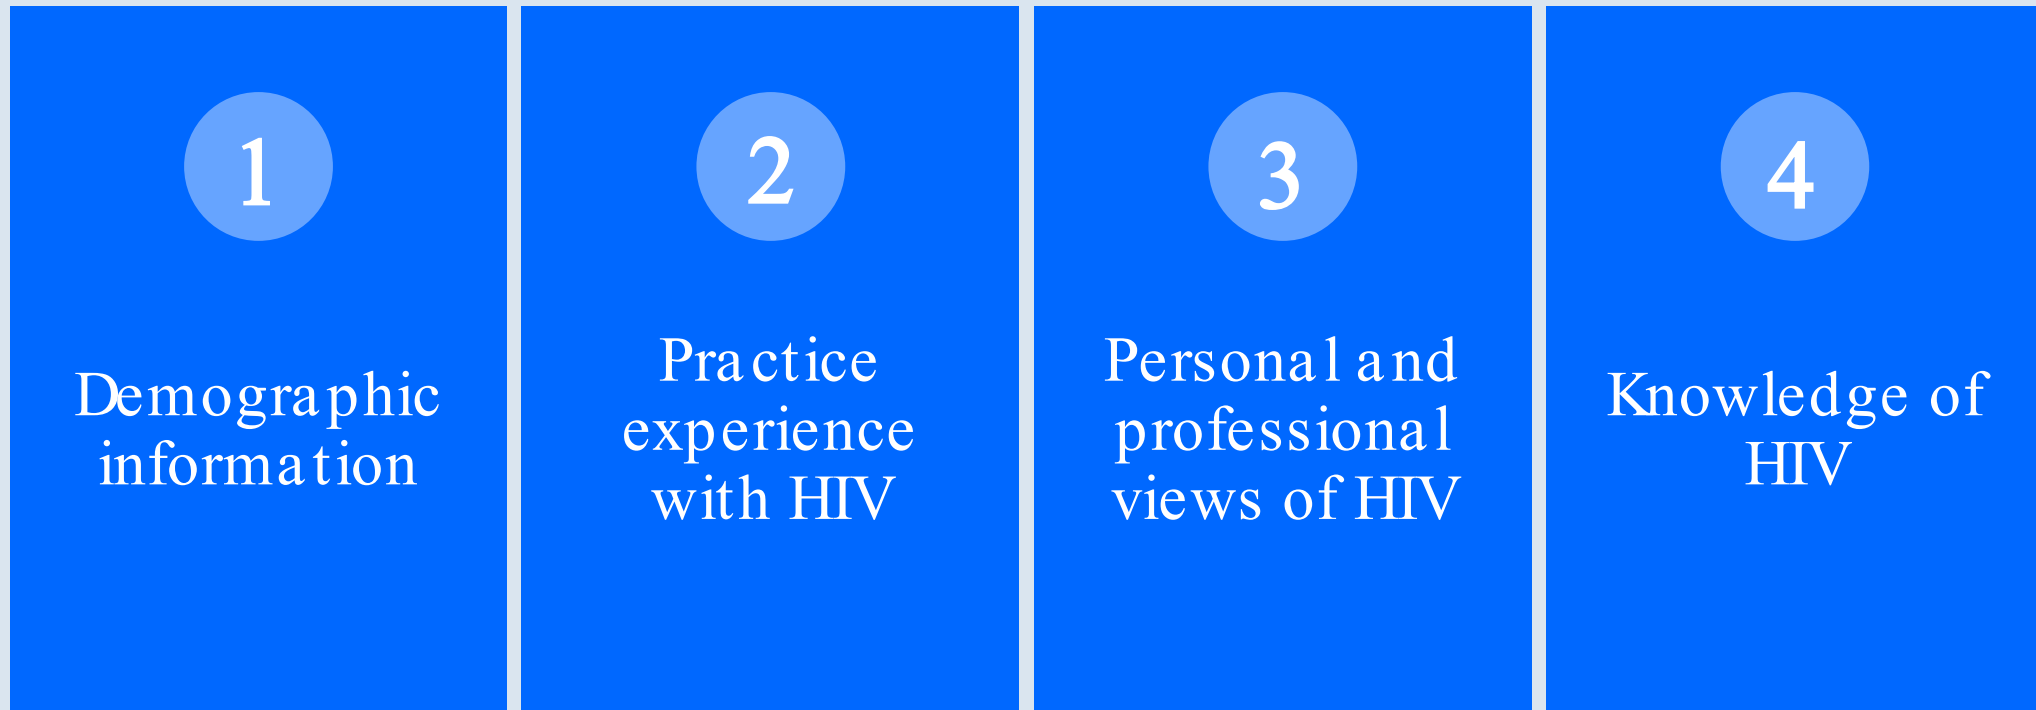 1
Demographic
information
2
Practice
experience
with HIV
3
Personal and
professional
views of HIV
4
Knowledge of
HIV